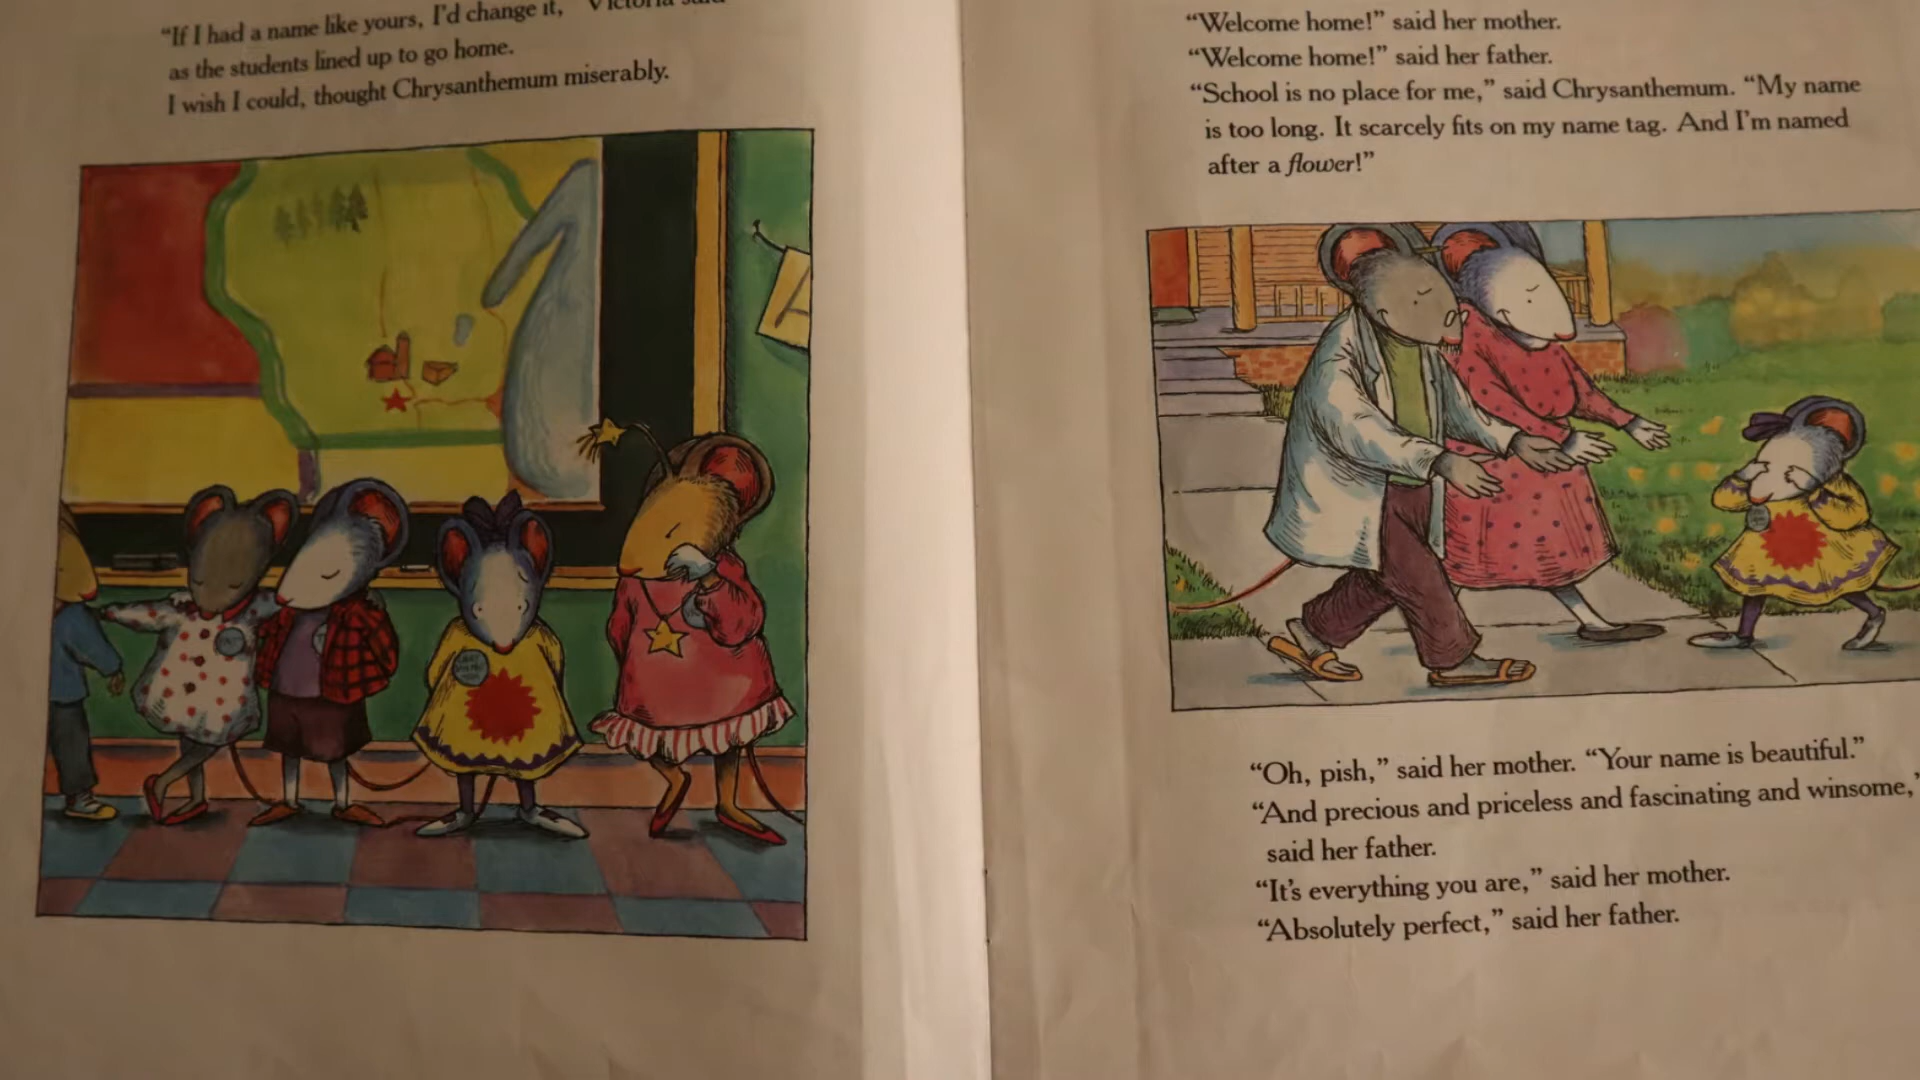 “If I had a name like yours, I’d change it,” Victoria said
as the students lined up to go home.
I wish I could, thought Chrysanthemum miserably.
A
“Welcome home!” said her mother.
“Welcome home!” said her father.
“School is no place for me,” said Chrysanthemum. “My name
is too long. It scarcely fits on my name tag. And I’m named
after a flower!”
“Oh, pish,” said her mother. “Your name is beautiful.”
“And precious and priceless and fascinating and winsome,”
said her father.
“It’s everything you are,” said her mother.
“Absolutely perfect,” said her father.